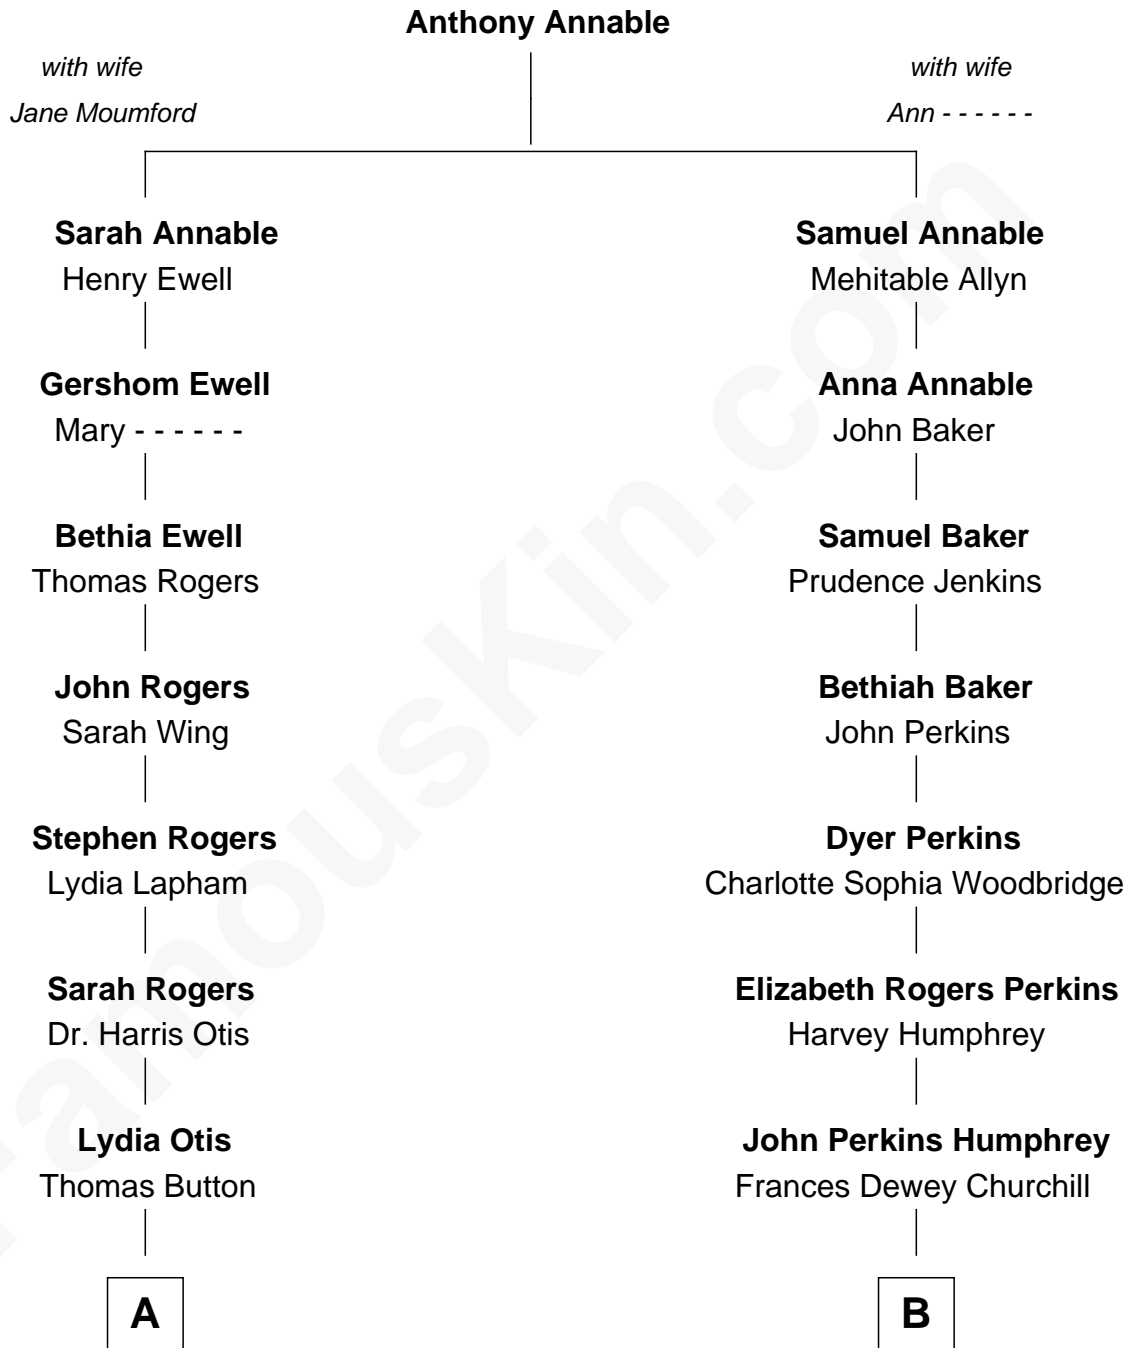 Anthony Annable
with wife
Jane Moumford
with wife
Ann - - - - - -
Sarah Annable
Henry Ewell
Samuel Annable
Mehitable Allyn
Gershom Ewell
Mary - - - - - -
Anna Annable
John Baker
Bethia Ewell
Thomas Rogers
Samuel Baker
Prudence Jenkins
John Rogers
Sarah Wing
Bethiah Baker
John Perkins
Stephen Rogers
Lydia Lapham
Dyer Perkins
Charlotte Sophia Woodbridge
Sarah Rogers
Dr. Harris Otis
Elizabeth Rogers Perkins
Harvey Humphrey
Lydia Otis
Thomas Button
John Perkins Humphrey
Frances Dewey Churchill
A
B
FamousKin.com